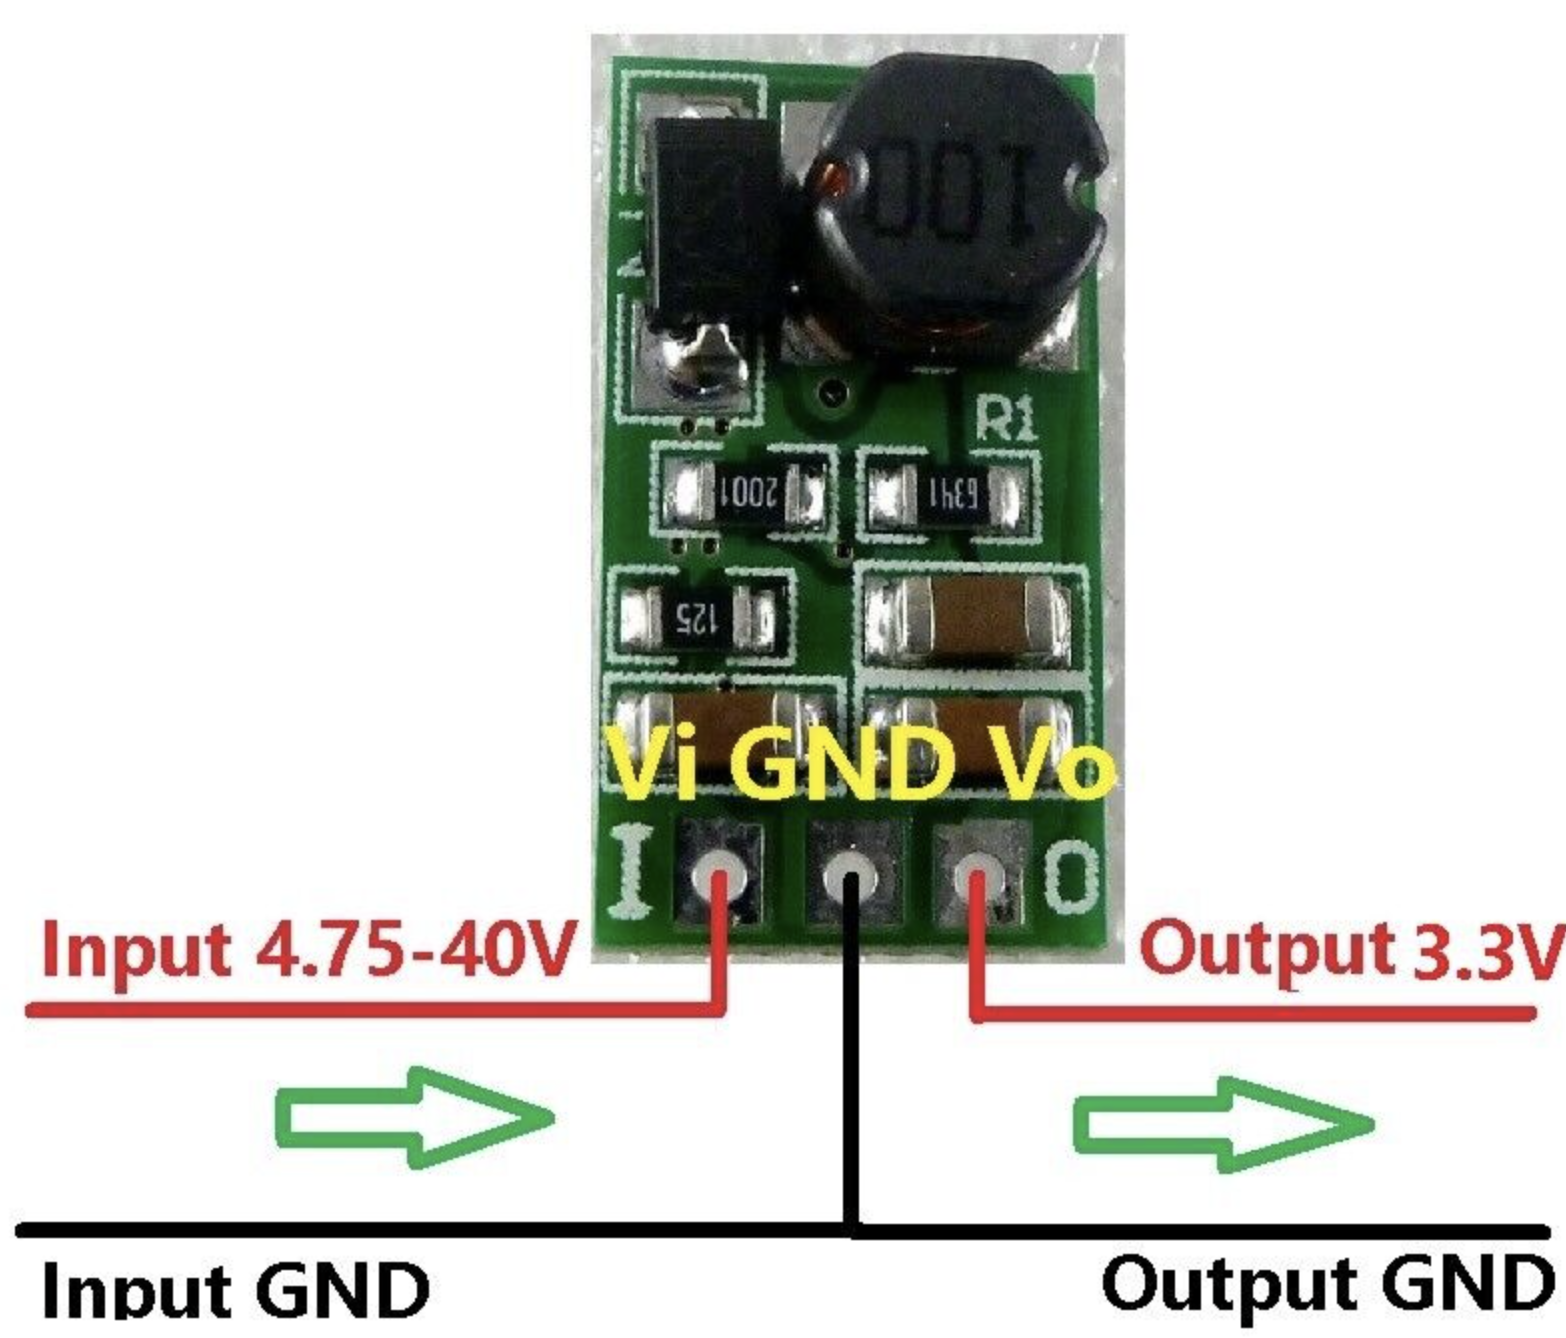 100
R1
2001
6341
125
Vi GND Vo
I
O
Input 4.75-40V
Output 3.3V
Input GND
Output GND